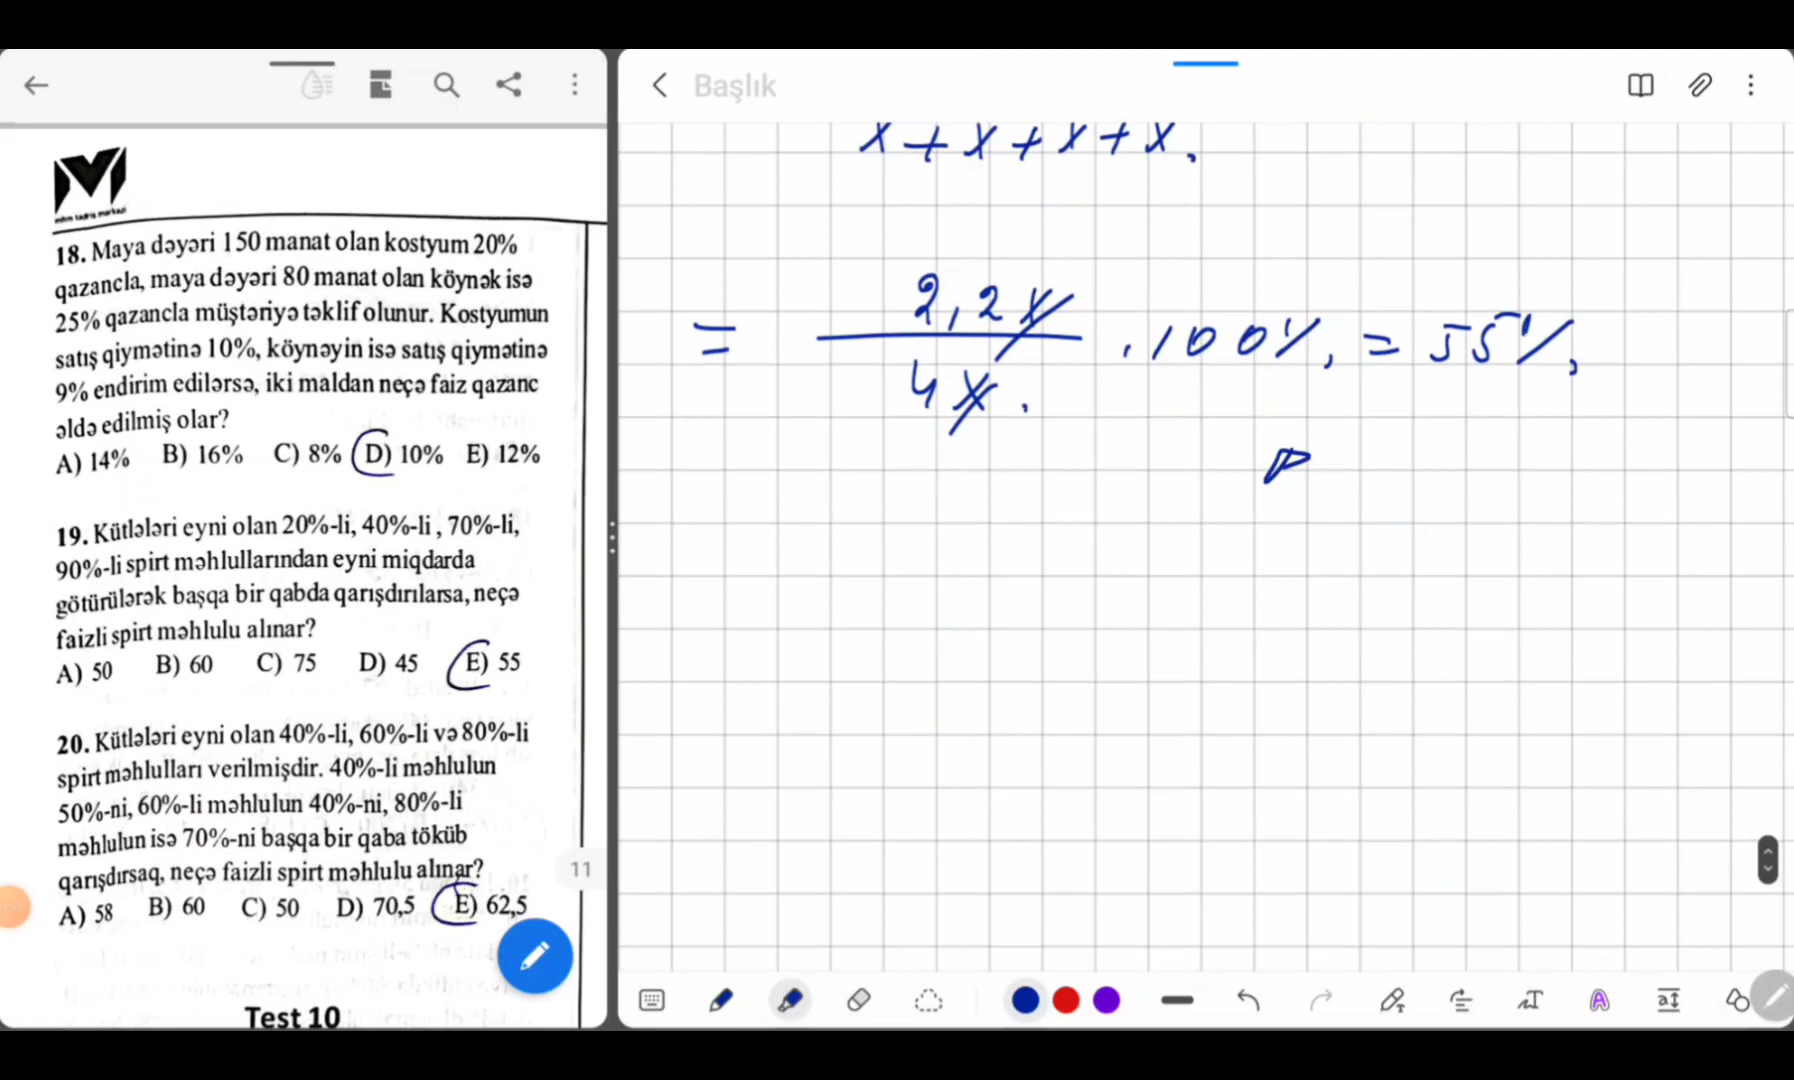 Başlık
x + x + x + x.
= 2,2x / 4x. . 100%, = 55%,
18. Maya dəyəri 150 manat olan kostyum 20%
qazancla, maya dəyəri 80 manat olan köynək isə
25% qazancla müştəriyə təklif olunur. Kostyumun
satış qiymətinə 10%, köynəyin isə satış qiymətinə
9% endirim edilərsə, iki maldan neçə faiz qazanc
əldə edilmiş olar?
A) 14% B) 16% C) 8% D) 10% E) 12%
19. Kütlələri eyni olan 20%-li, 40%-li , 70%-li,
90%-li spirt məhlullarından eyni miqdarda
götürülərək başqa bir qabda qarışdırılarsa, neçə
faizli spirt məhlulu alınar?
A) 50 B) 60 C) 75 D) 45 E) 55
20. Kütlələri eyni olan 40%-li, 60%-li və 80%-li
spirt məhlulları verilmişdir. 40%-li məhlulun
50%-ni, 60%-li məhlulun 40%-ni, 80%-li
məhlulun isə 70%-ni başqa bir qaba töküb
qarışdırsaq, neçə faizli spirt məhlulu alınar?
A) 58 B) 60 C) 50 D) 70,5 E) 62,5
11
Test 10